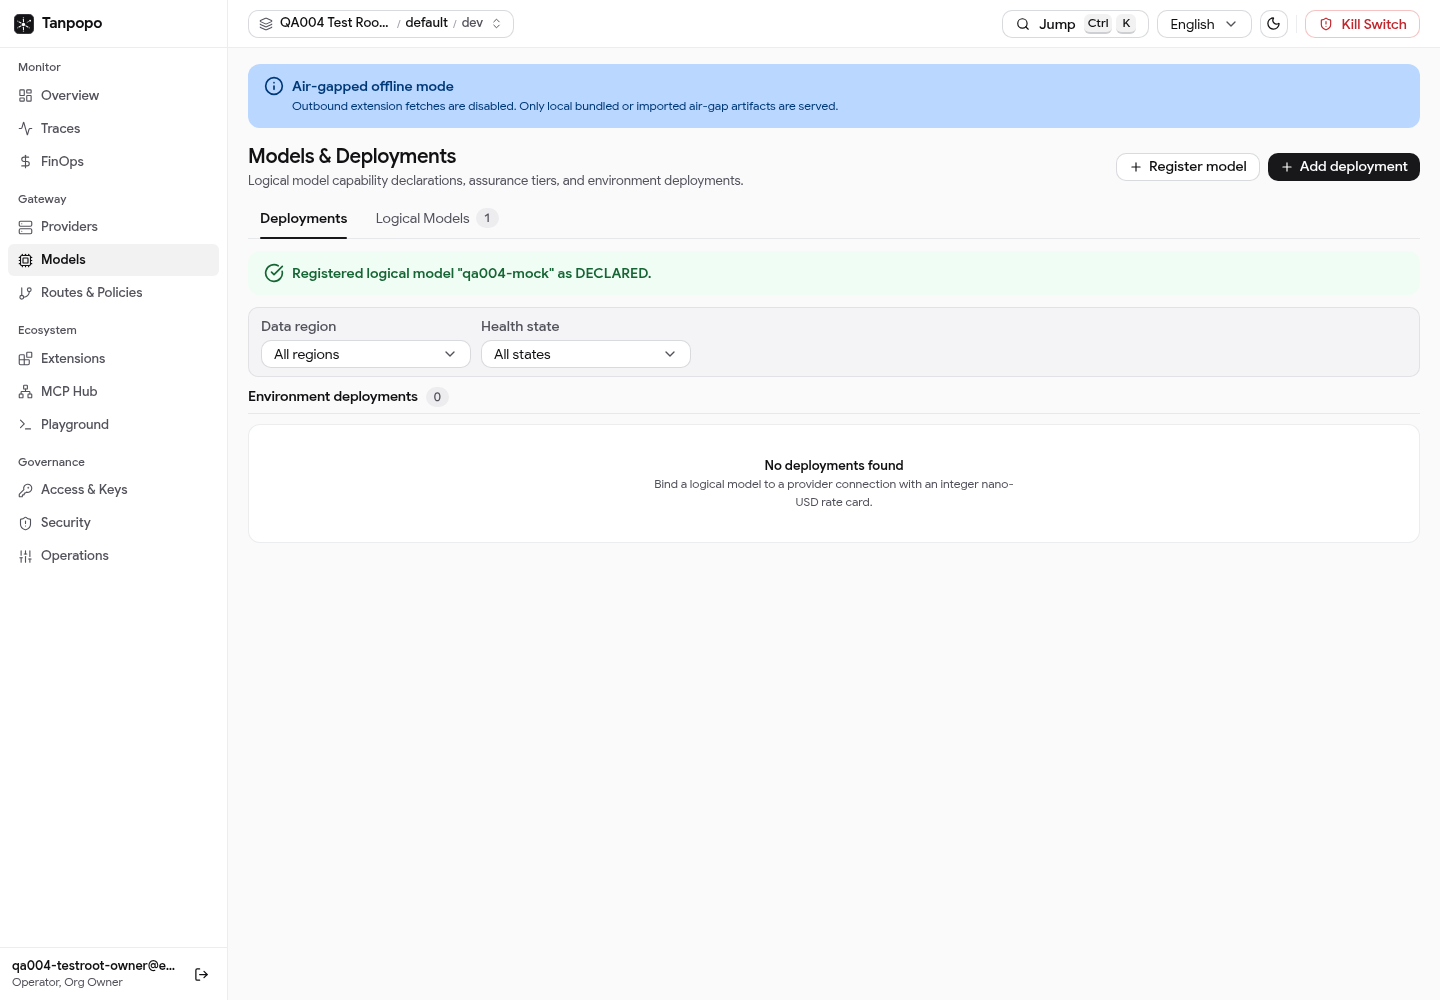 Tanpopo
QA004 Test Roo... / default / dev
Jump Ctrl K
English
Kill Switch
Monitor
Overview
Traces
FinOps
Gateway
Providers
Models
Routes & Policies
Ecosystem
Extensions
MCP Hub
Playground
Governance
Access & Keys
Security
Operations
qa004-testroot-owner@e...
Operator, Org Owner
Air-gapped offline mode
Outbound extension fetches are disabled. Only local bundled or imported air-gap artifacts are served.
Models & Deployments
Logical model capability declarations, assurance tiers, and environment deployments.
Register model
Add deployment
Deployments
Logical Models 1
Registered logical model "qa004-mock" as DECLARED.
Data region
All regions
Health state
All states
Environment deployments 0
No deployments found
Bind a logical model to a provider connection with an integer nano-
USD rate card.